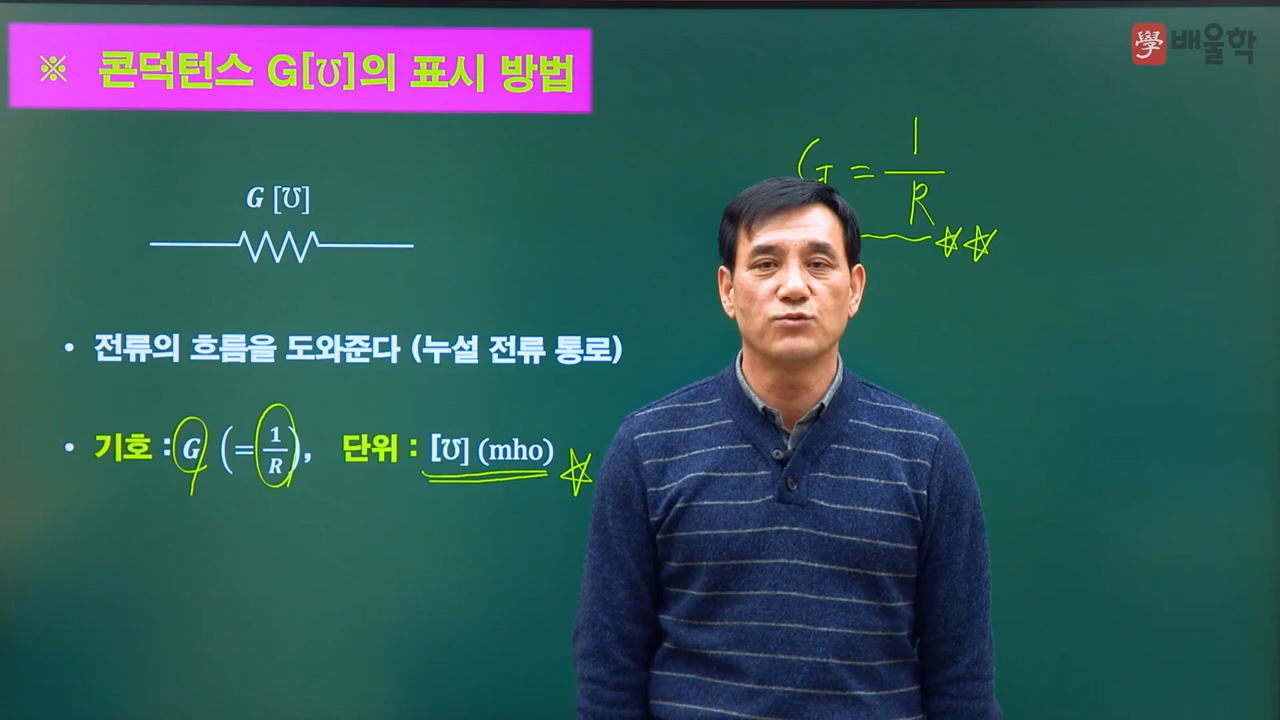 學 배울학
※ 콘덕턴스 G[℧]의 표시 방법
G = 1/R ☆☆
G [℧]
• 전류의 흐름을 도와준다 (누설 전류 통로)
• 기호 : G (= 1/R), 단위 : [℧] (mho) ☆